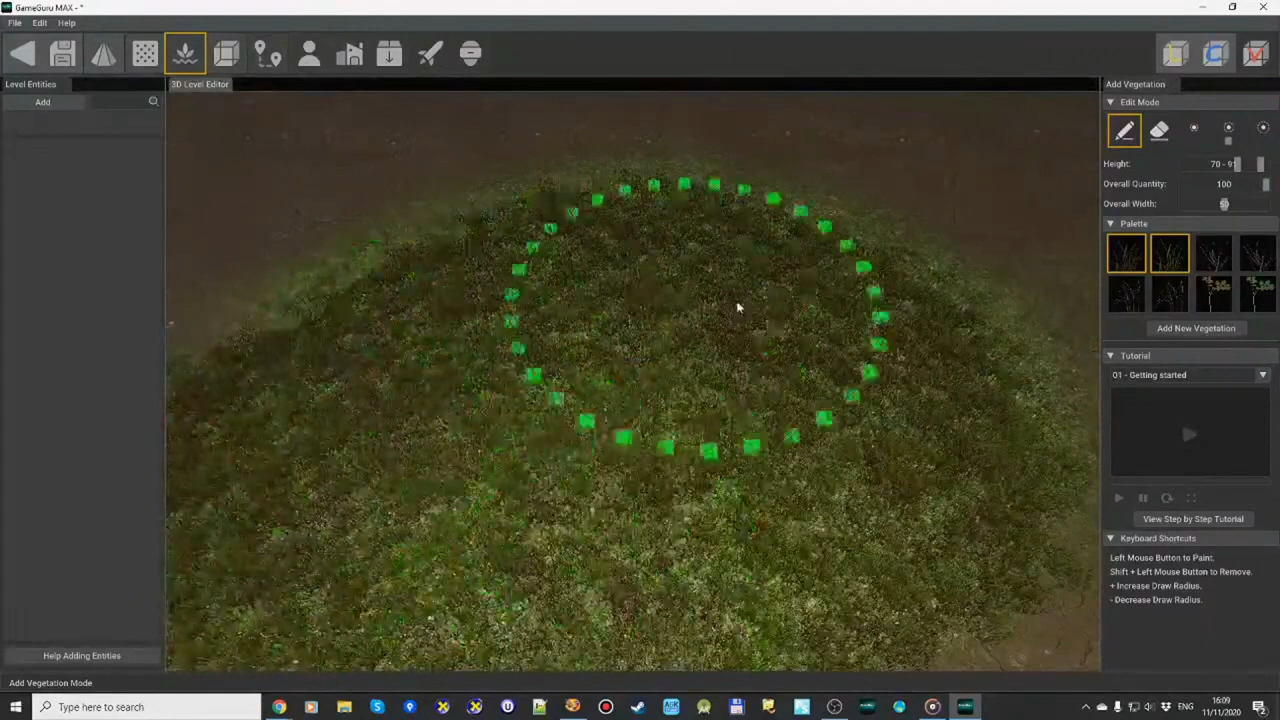 GameGuru MAX - *
File Edit Help
Level Entities
3D Level Editor
Add Vegetation
Add
Edit Mode
Height: 70 - 91
Overall Quantity: 100
Overall Width: 50
Palette
Add New Vegetation
Tutorial
01 - Getting started
View Step by Step Tutorial
Keyboard Shortcuts
Left Mouse Button to Paint.
Shift + Left Mouse Button to Remove.
+ Increase Draw Radius.
- Decrease Draw Radius.
Help Adding Entities
Add Vegetation Mode
Type here to search
ENG
16:09
11/11/2020